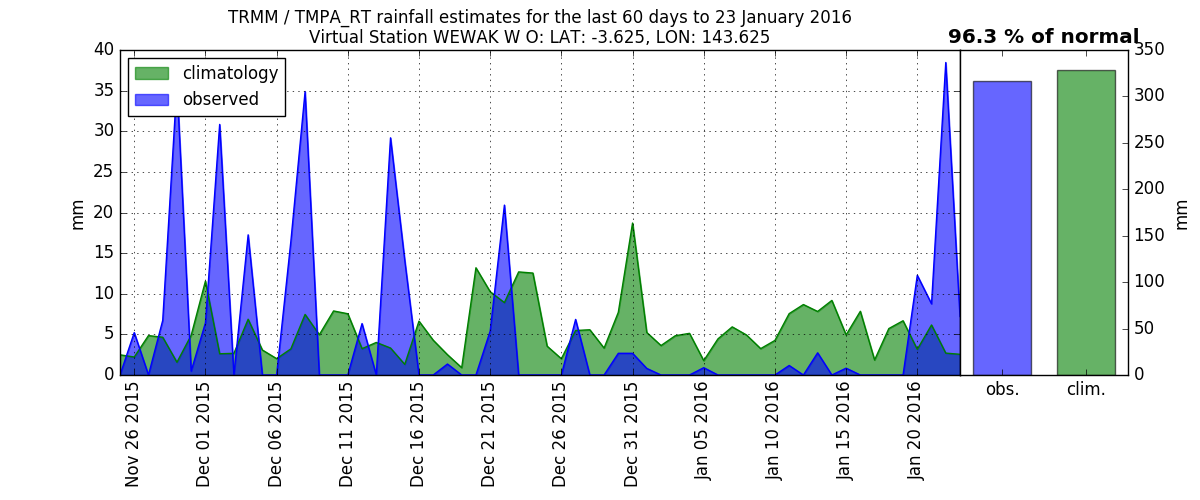 TRMM / TMPA_RT rainfall estimates for the last 60 days to 23 January 2016
Virtual Station WEWAK W O: LAT: -3.625, LON: 143.625
96.3 % of normal
climatology
observed
40
35
30
25
20
15
10
5
0
mm
350
300
250
200
150
100
50
0
mm
Nov 26 2015
Dec 01 2015
Dec 06 2015
Dec 11 2015
Dec 16 2015
Dec 21 2015
Dec 26 2015
Dec 31 2015
Jan 05 2016
Jan 10 2016
Jan 15 2016
Jan 20 2016
obs.
clim.